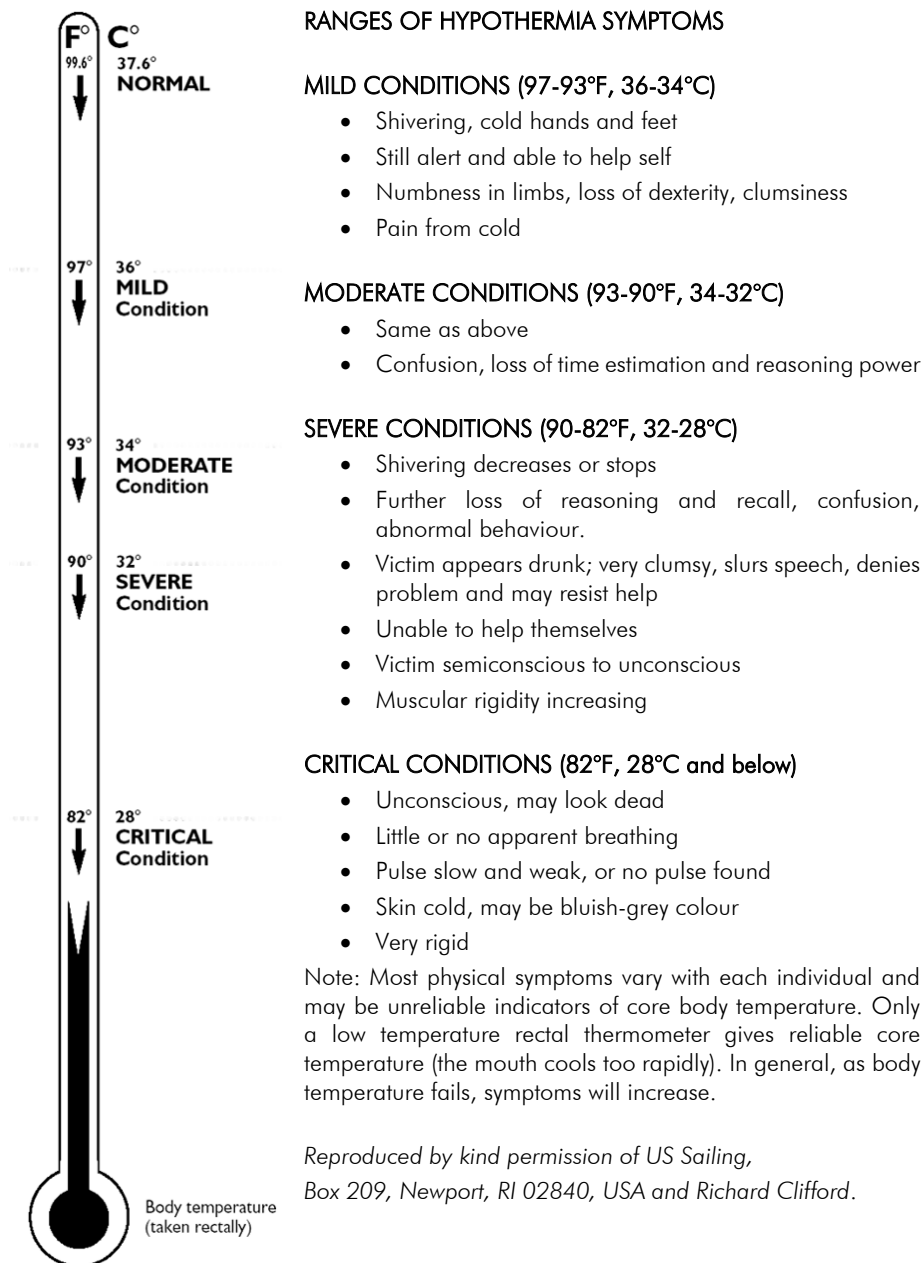 F° C°
99.6° 37.6°
NORMAL
97° 36°
MILD
Condition
93° 34°
MODERATE
Condition
90° 32°
SEVERE
Condition
82° 28°
CRITICAL
Condition
Body temperature
(taken rectally)
RANGES OF HYPOTHERMIA SYMPTOMS
MILD CONDITIONS (97-93°F, 36-34°C)
• Shivering, cold hands and feet
• Still alert and able to help self
• Numbness in limbs, loss of dexterity, clumsiness
• Pain from cold
MODERATE CONDITIONS (93-90°F, 34-32°C)
• Same as above
• Confusion, loss of time estimation and reasoning power
SEVERE CONDITIONS (90-82°F, 32-28°C)
• Shivering decreases or stops
• Further loss of reasoning and recall, confusion,
abnormal behaviour.
• Victim appears drunk; very clumsy, slurs speech, denies
problem and may resist help
• Unable to help themselves
• Victim semiconscious to unconscious
• Muscular rigidity increasing
CRITICAL CONDITIONS (82°F, 28°C and below)
• Unconscious, may look dead
• Little or no apparent breathing
• Pulse slow and weak, or no pulse found
• Skin cold, may be bluish-grey colour
• Very rigid
Note: Most physical symptoms vary with each individual and
may be unreliable indicators of core body temperature. Only
a low temperature rectal thermometer gives reliable core
temperature (the mouth cools too rapidly). In general, as body
temperature fails, symptoms will increase.
Reproduced by kind permission of US Sailing,
Box 209, Newport, RI 02840, USA and Richard Clifford.